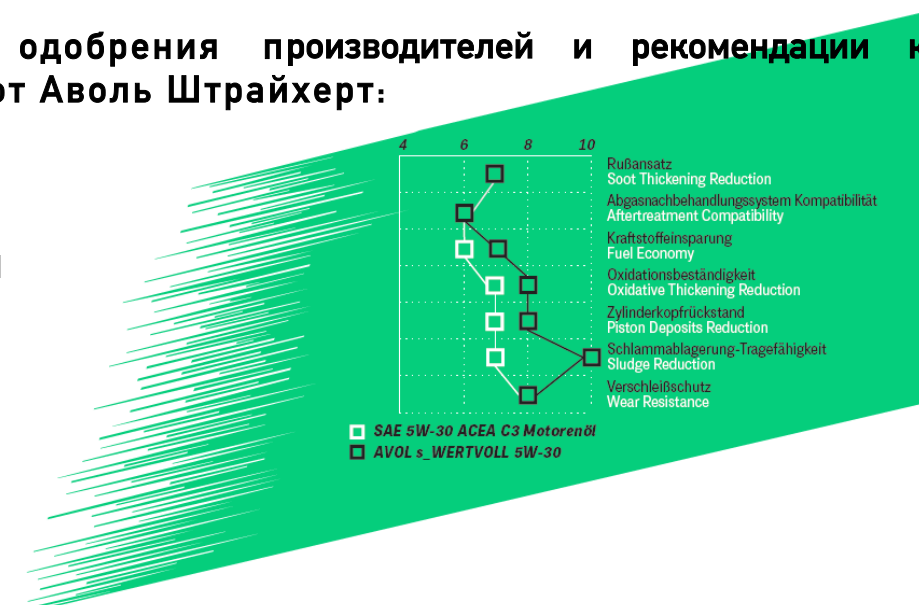 одобрения производителей и рекомендации
от Аволь Штрайхерт:
4 6 8 10
Rußansatz
Soot Thickening Reduction
Abgasnachbehandlungssystem Kompatibilität
Aftertreatment Compatibility
Kraftstoffeinsparung
Fuel Economy
Oxidationsbeständigkeit
Oxidative Thickening Reduction
Zylinderkopfrückstand
Piston Deposits Reduction
Schlammablagerung-Tragefähigkeit
Sludge Reduction
Verschleißschutz
Wear Resistance
SAE 5W-30 ACEA C3 Motorenöl
AVOL s_WERTVOLL 5W-30